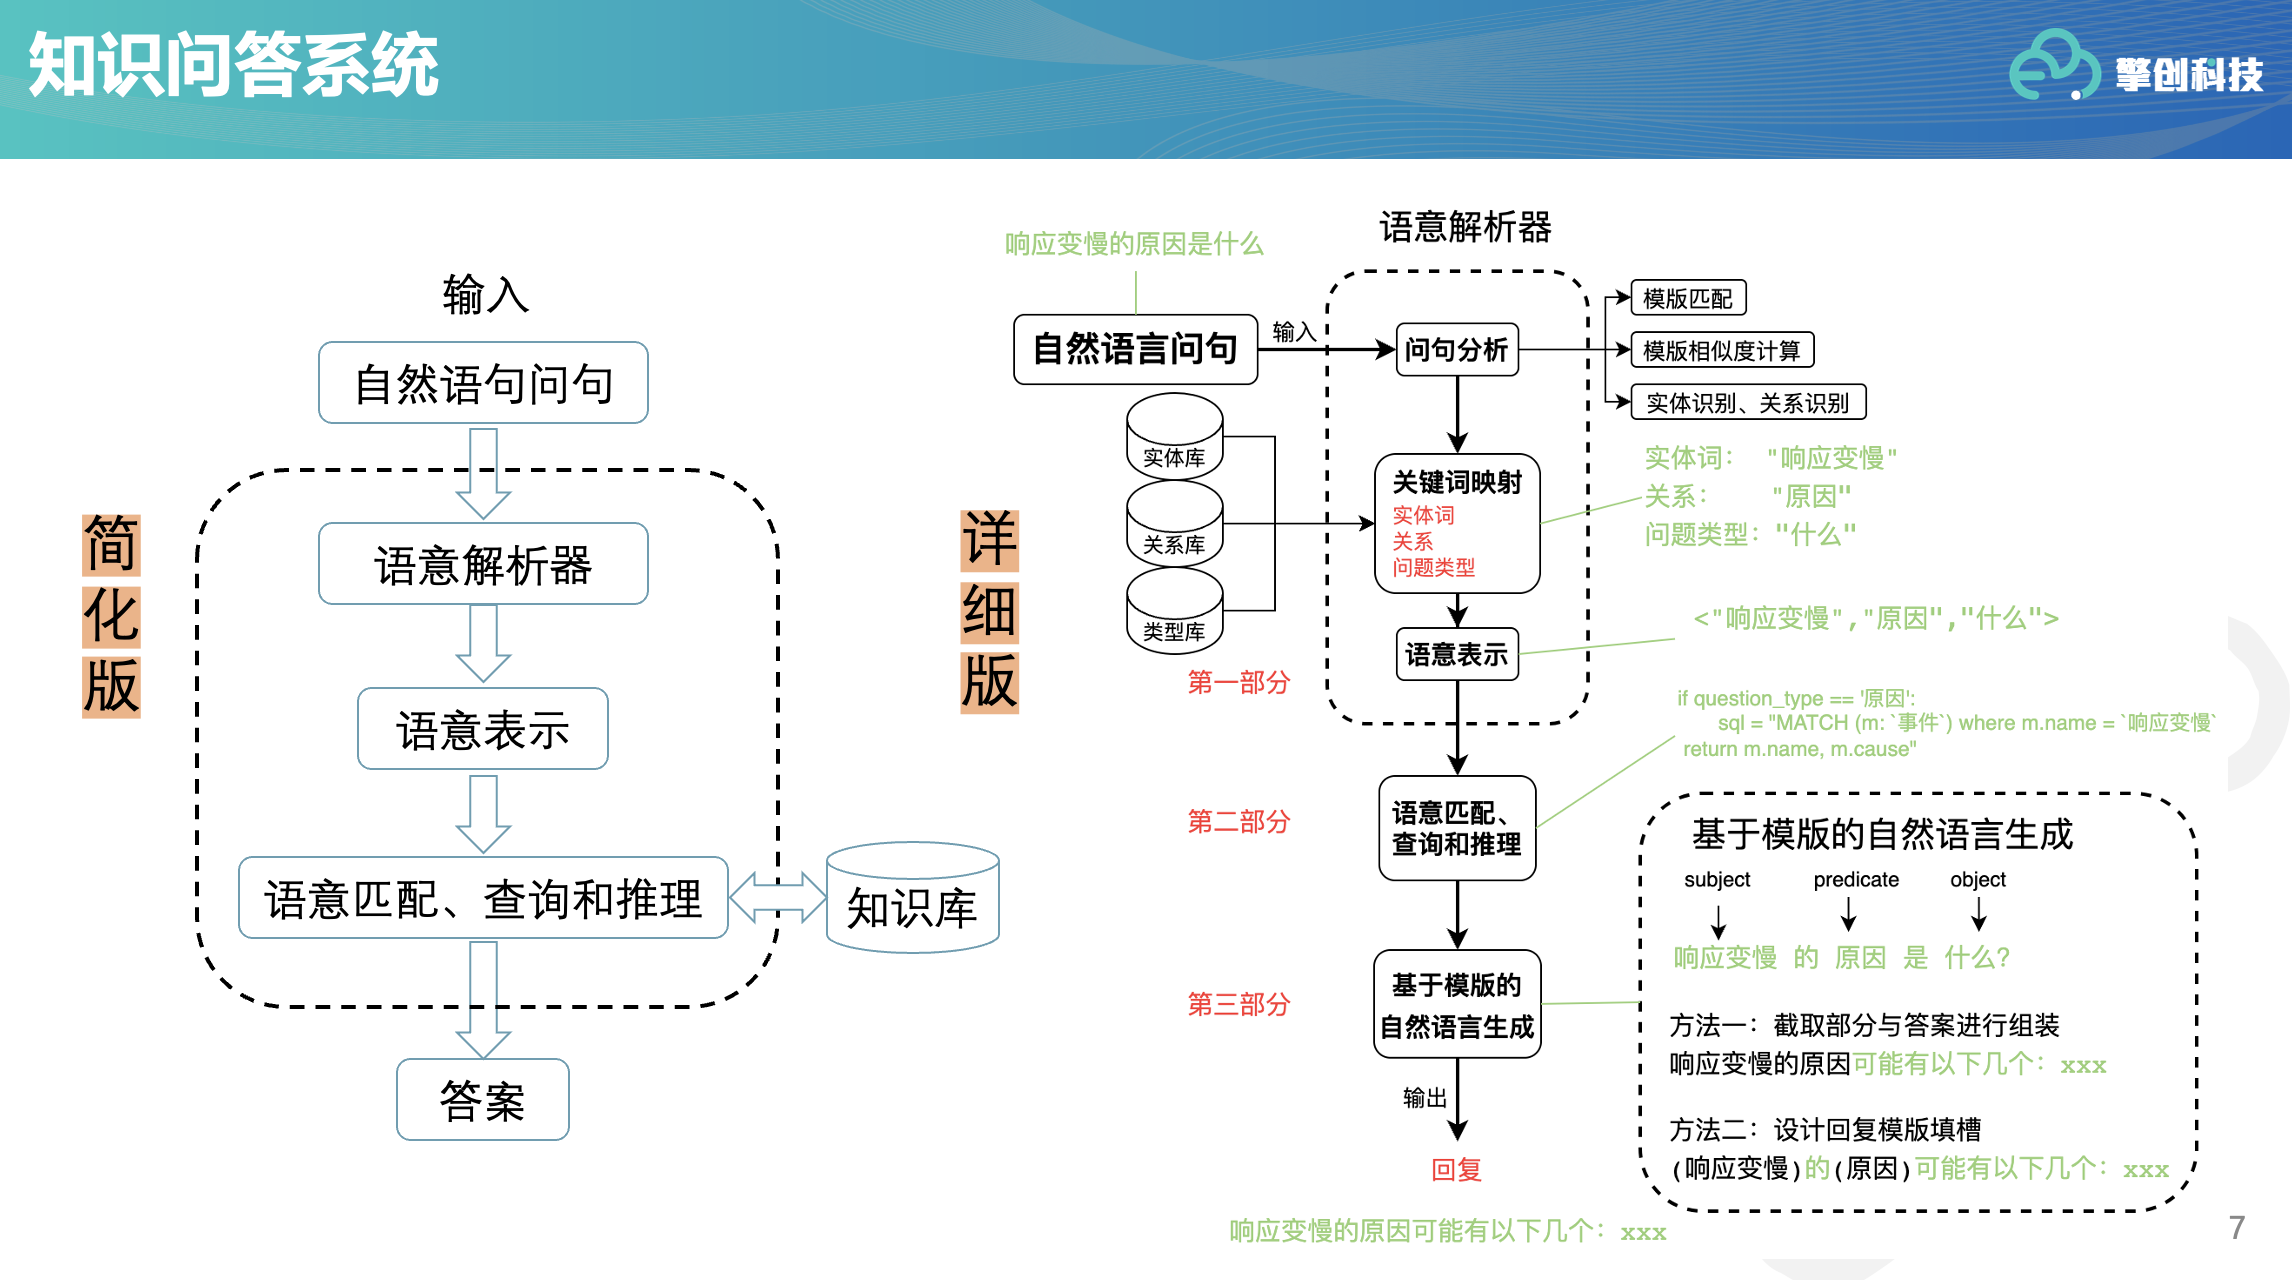 知识问答系统
擎创科技
简
化
版
输入
自然语句问句
语意解析器
语意表示
语意匹配、查询和推理
知识库
答案
详
细
版
响应变慢的原因是什么
自然语言问句
输入
语意解析器
问句分析
模版匹配
模版相似度计算
实体识别、关系识别
实体库
关系库
类型库
关键词映射
实体词
关系
问题类型
实体词： "响应变慢"
关系： "原因"
问题类型："什么"
语意表示
<"响应变慢","原因","什么">
第一部分
if question_type == '原因':
sql = "MATCH (m: `事件`) where m.name = `响应变慢`
return m.name, m.cause"
第二部分
语意匹配、
查询和推理
第三部分
基于模版的
自然语言生成
输出
回复
响应变慢的原因可能有以下几个：xxx
基于模版的自然语言生成
subject predicate object
响应变慢 的 原因 是 什么？
方法一：截取部分与答案进行组装
响应变慢的原因可能有以下几个：xxx
方法二：设计回复模版填槽
(响应变慢)的(原因)可能有以下几个：xxx
7